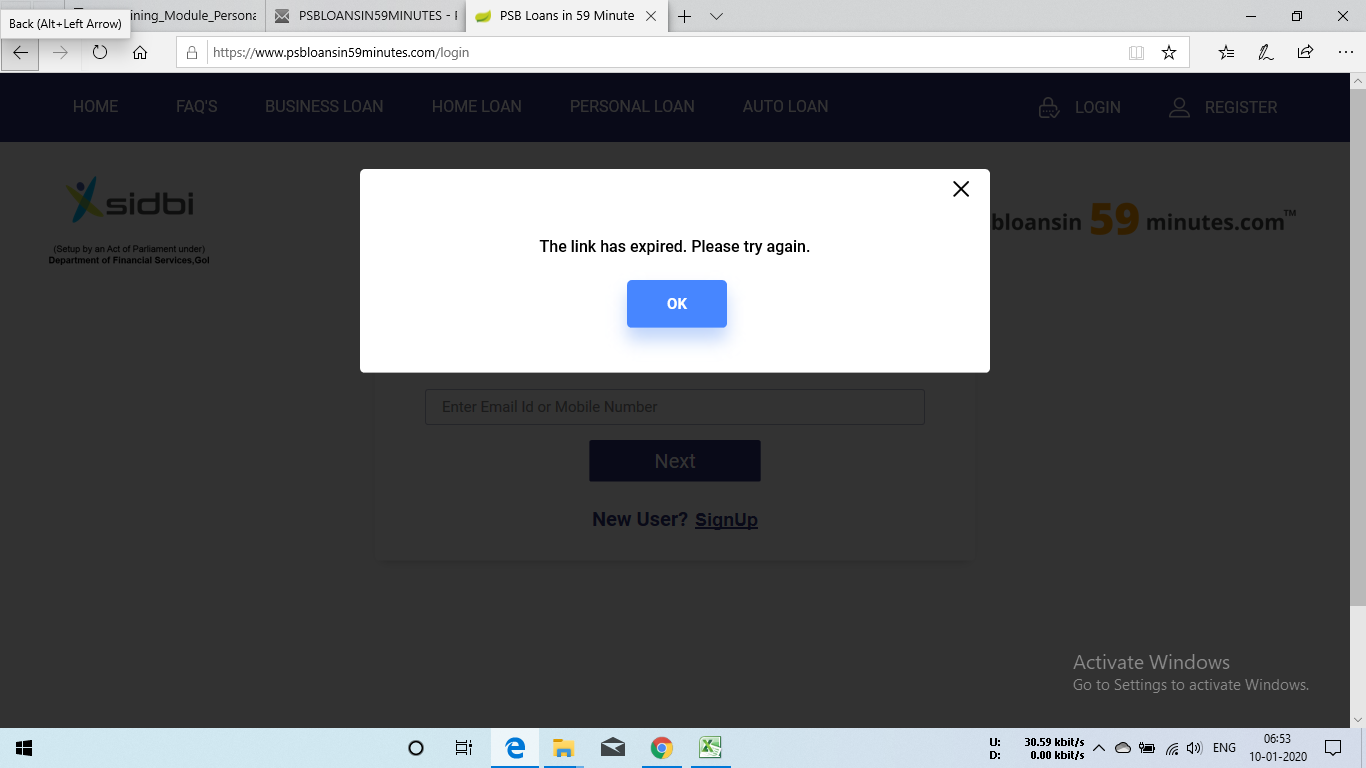 Back (Alt+Left Arrow)
ining_Module_Persona
PSBLOANSIN59MINUTES -
PSB Loans in 59 Minute
https://www.psbloansin59minutes.com/login
HOME
FAQ'S
BUSINESS LOAN
HOME LOAN
PERSONAL LOAN
AUTO LOAN
LOGIN
REGISTER
sidbi
(Setup by an Act of Parliament under)
Department of Financial Services,GoI
bloansin 59 minutes.com™
The link has expired. Please try again.
OK
Enter Email Id or Mobile Number
Next
New User? SignUp
Activate Windows
Go to Settings to activate Windows.
U: 30.59 kbit/s
D: 0.00 kbit/s
ENG
06:53
10-01-2020